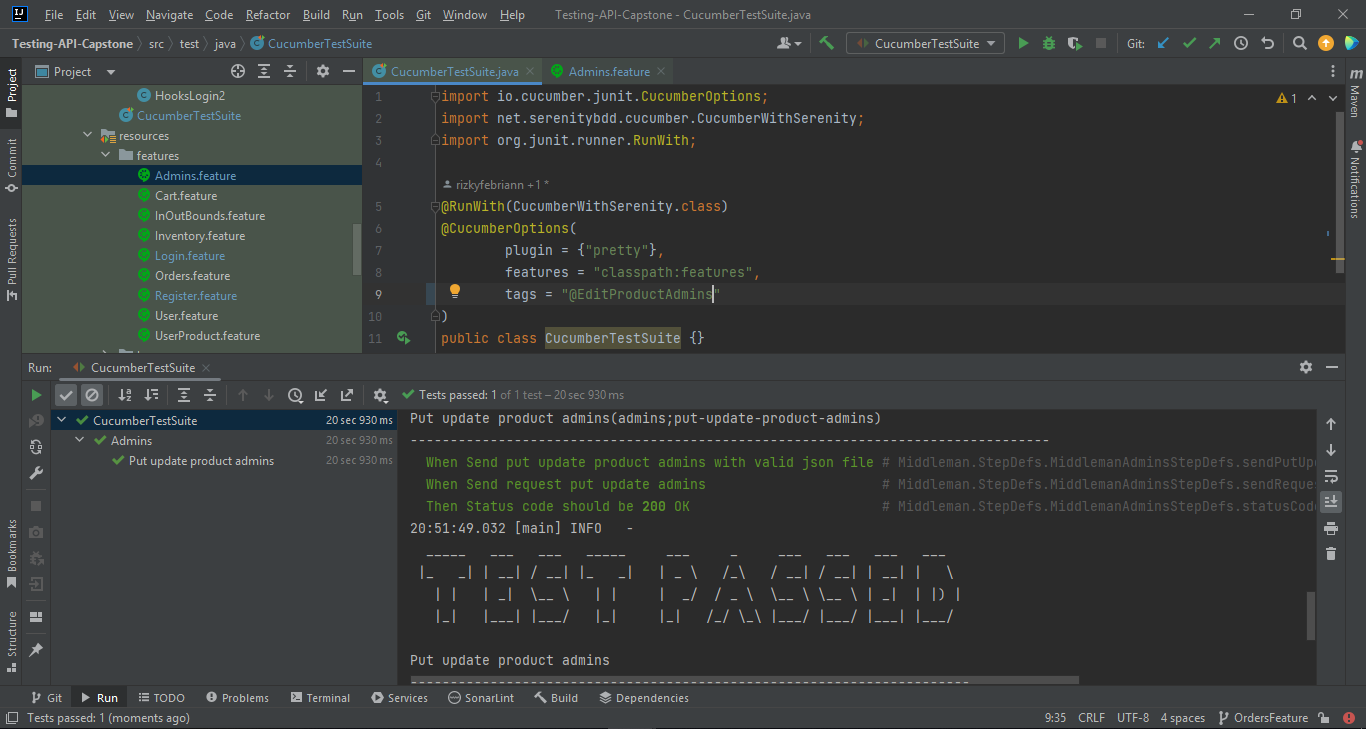 File Edit View Navigate Code Refactor Build Run Tools Git Window Help Testing-API-Capstone - CucumberTestSuite.java
Testing-API-Capstone src test java CucumberTestSuite CucumberTestSuite Git:
Project
Commit
Pull Requests
Bookmarks
Structure
Project
HooksLogin2
CucumberTestSuite
resources
features
Admins.feature
Cart.feature
InOutBounds.feature
Inventory.feature
Login.feature
Orders.feature
Register.feature
User.feature
UserProduct.feature
CucumberTestSuite.java Admins.feature
1 import io.cucumber.junit.CucumberOptions;
2 import net.serenitybdd.cucumber.CucumberWithSerenity;
3 import org.junit.runner.RunWith;
4
rizkyfebriann +1 *
5 @RunWith(CucumberWithSerenity.class)
6 @CucumberOptions(
7 plugin = {"pretty"},
8 features = "classpath:features",
9 tags = "@EditProductAdmins"
10 )
11 public class CucumberTestSuite {}
1
m
Maven
Notifications
Run: CucumberTestSuite
Tests passed: 1 of 1 test – 20 sec 930 ms
CucumberTestSuite 20 sec 930 ms
Admins 20 sec 930 ms
Put update product admins 20 sec 930 ms
Put update product admins(admins;put-update-product-admins)
--------------------------------------------------------------------------------
When Send put update product admins with valid json file # Middleman.StepDefs.MiddlemanAdminsStepDefs.sendPutUp
When Send request put update admins # Middleman.StepDefs.MiddlemanAdminsStepDefs.sendReque
Then Status code should be 200 OK # Middleman.StepDefs.MiddlemanAdminsStepDefs.statusCod
20:51:49.032 [main] INFO -
TEST PASSED
Put update product admins
Git Run TODO Problems Terminal Services SonarLint Build Dependencies
Tests passed: 1 (moments ago) 9:35 CRLF UTF-8 4 spaces OrdersFeature